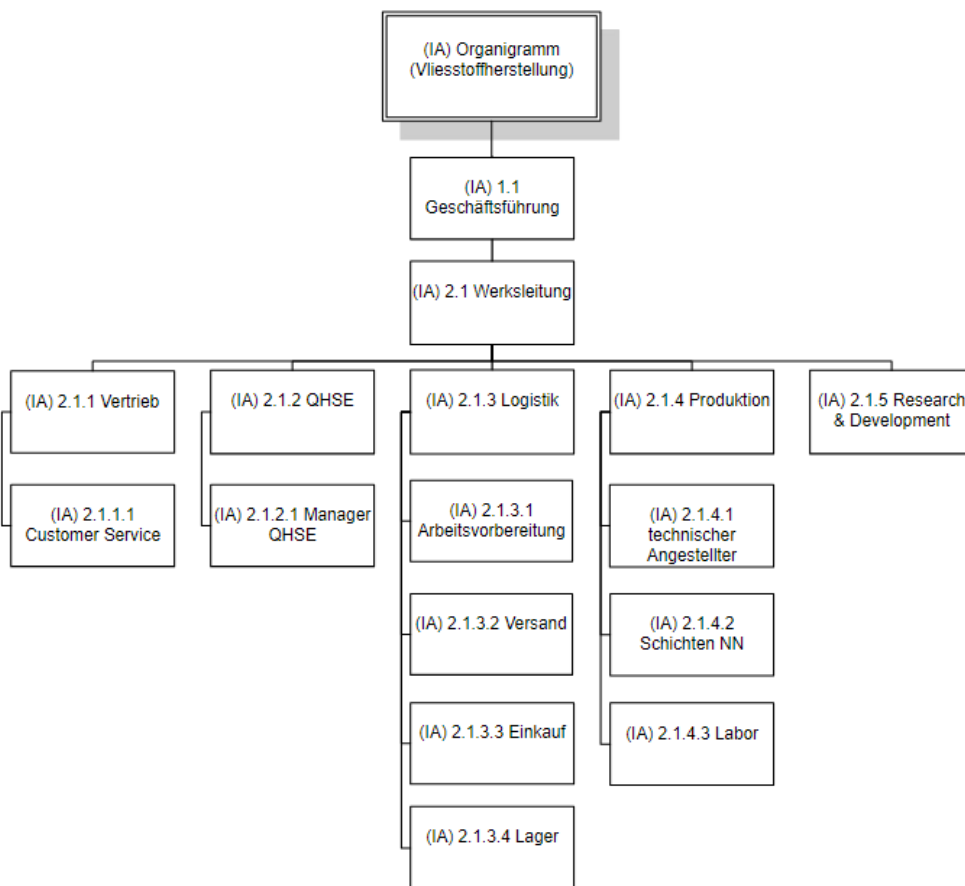 (IA) Organigramm
(Vliesstoffherstellung)
(IA) 1.1
Geschäftsführung
(IA) 2.1 Werksleitung
(IA) 2.1.1 Vertrieb
(IA) 2.1.2 QHSE
(IA) 2.1.3 Logistik
(IA) 2.1.4 Produktion
(IA) 2.1.5 Research
& Development
(IA) 2.1.1.1
Customer Service
(IA) 2.1.2.1 Manager
QHSE
(IA) 2.1.3.1
Arbeitsvorbereitung
(IA) 2.1.4.1
technischer
Angestellter
(IA) 2.1.3.2 Versand
(IA) 2.1.4.2
Schichten NN
(IA) 2.1.3.3 Einkauf
(IA) 2.1.4.3 Labor
(IA) 2.1.3.4 Lager